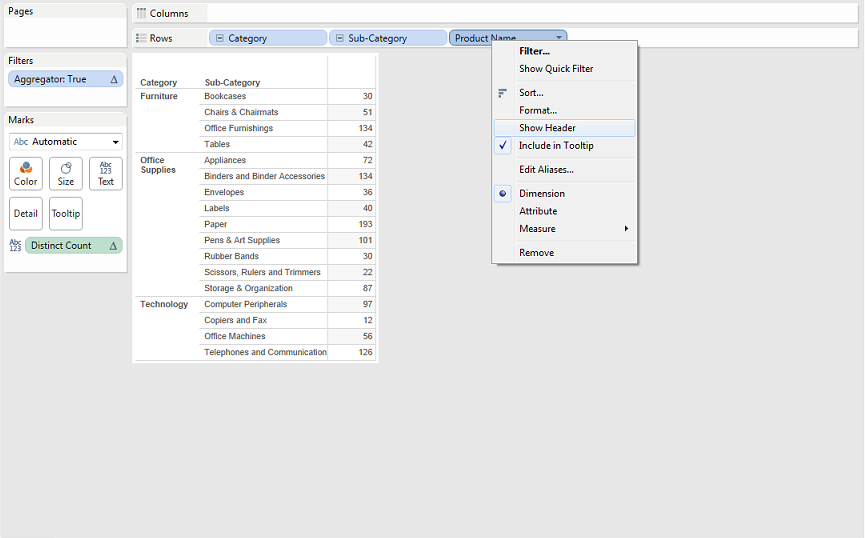 Pages
Columns
Rows
Category
Sub-Category
Product Name
Filters
Aggregator: True
Marks
Abc Automatic
Color
Size
Abc
123
Text
Detail
Tooltip
Abc
123
Distinct Count
Category Sub-Category
Furniture Bookcases 30
Chairs & Chairmats 51
Office Furnishings 134
Tables 42
Office Supplies Appliances 72
Binders and Binder Accessories 134
Envelopes 36
Labels 40
Paper 193
Pens & Art Supplies 101
Rubber Bands 30
Scissors, Rulers and Trimmers 22
Storage & Organization 87
Technology Computer Peripherals 97
Copiers and Fax 12
Office Machines 56
Telephones and Communication 126
Filter...
Show Quick Filter
Sort...
Format...
Show Header
Include in Tooltip
Edit Aliases...
Dimension
Attribute
Measure
Remove